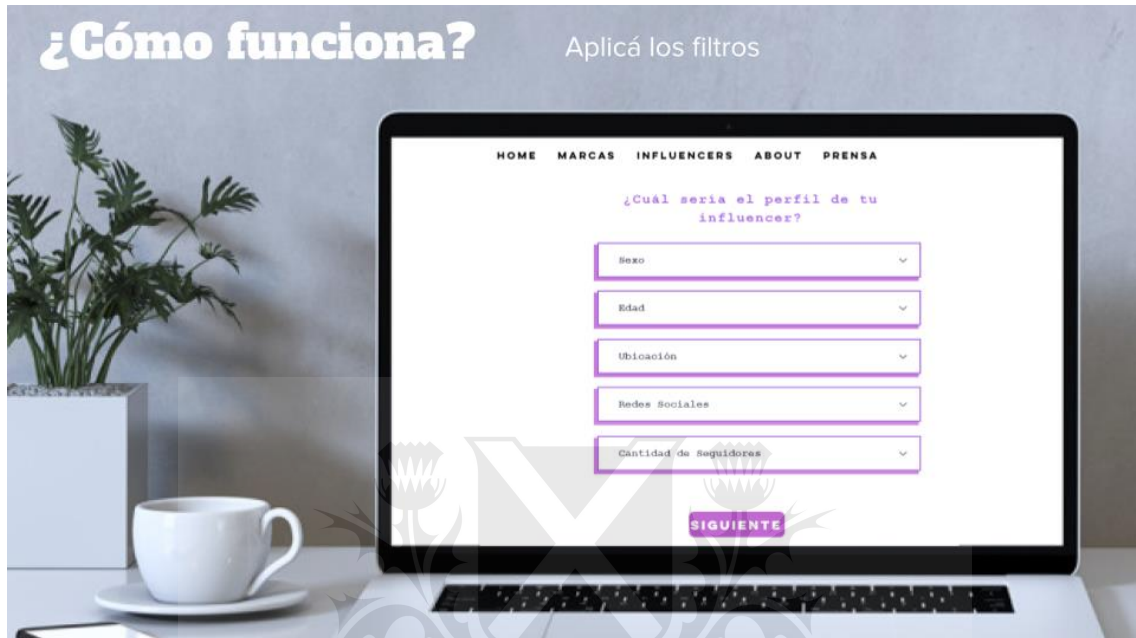 ¿Cómo funciona?
Aplicá los filtros
HOME MARCAS INFLUENCERS ABOUT PRENSA
¿Cuál seria el perfil de tu
influencer?
Sexo
Edad
Ubicación
Redes Sociales
Cantidad de Seguidores
SIGUIENTE